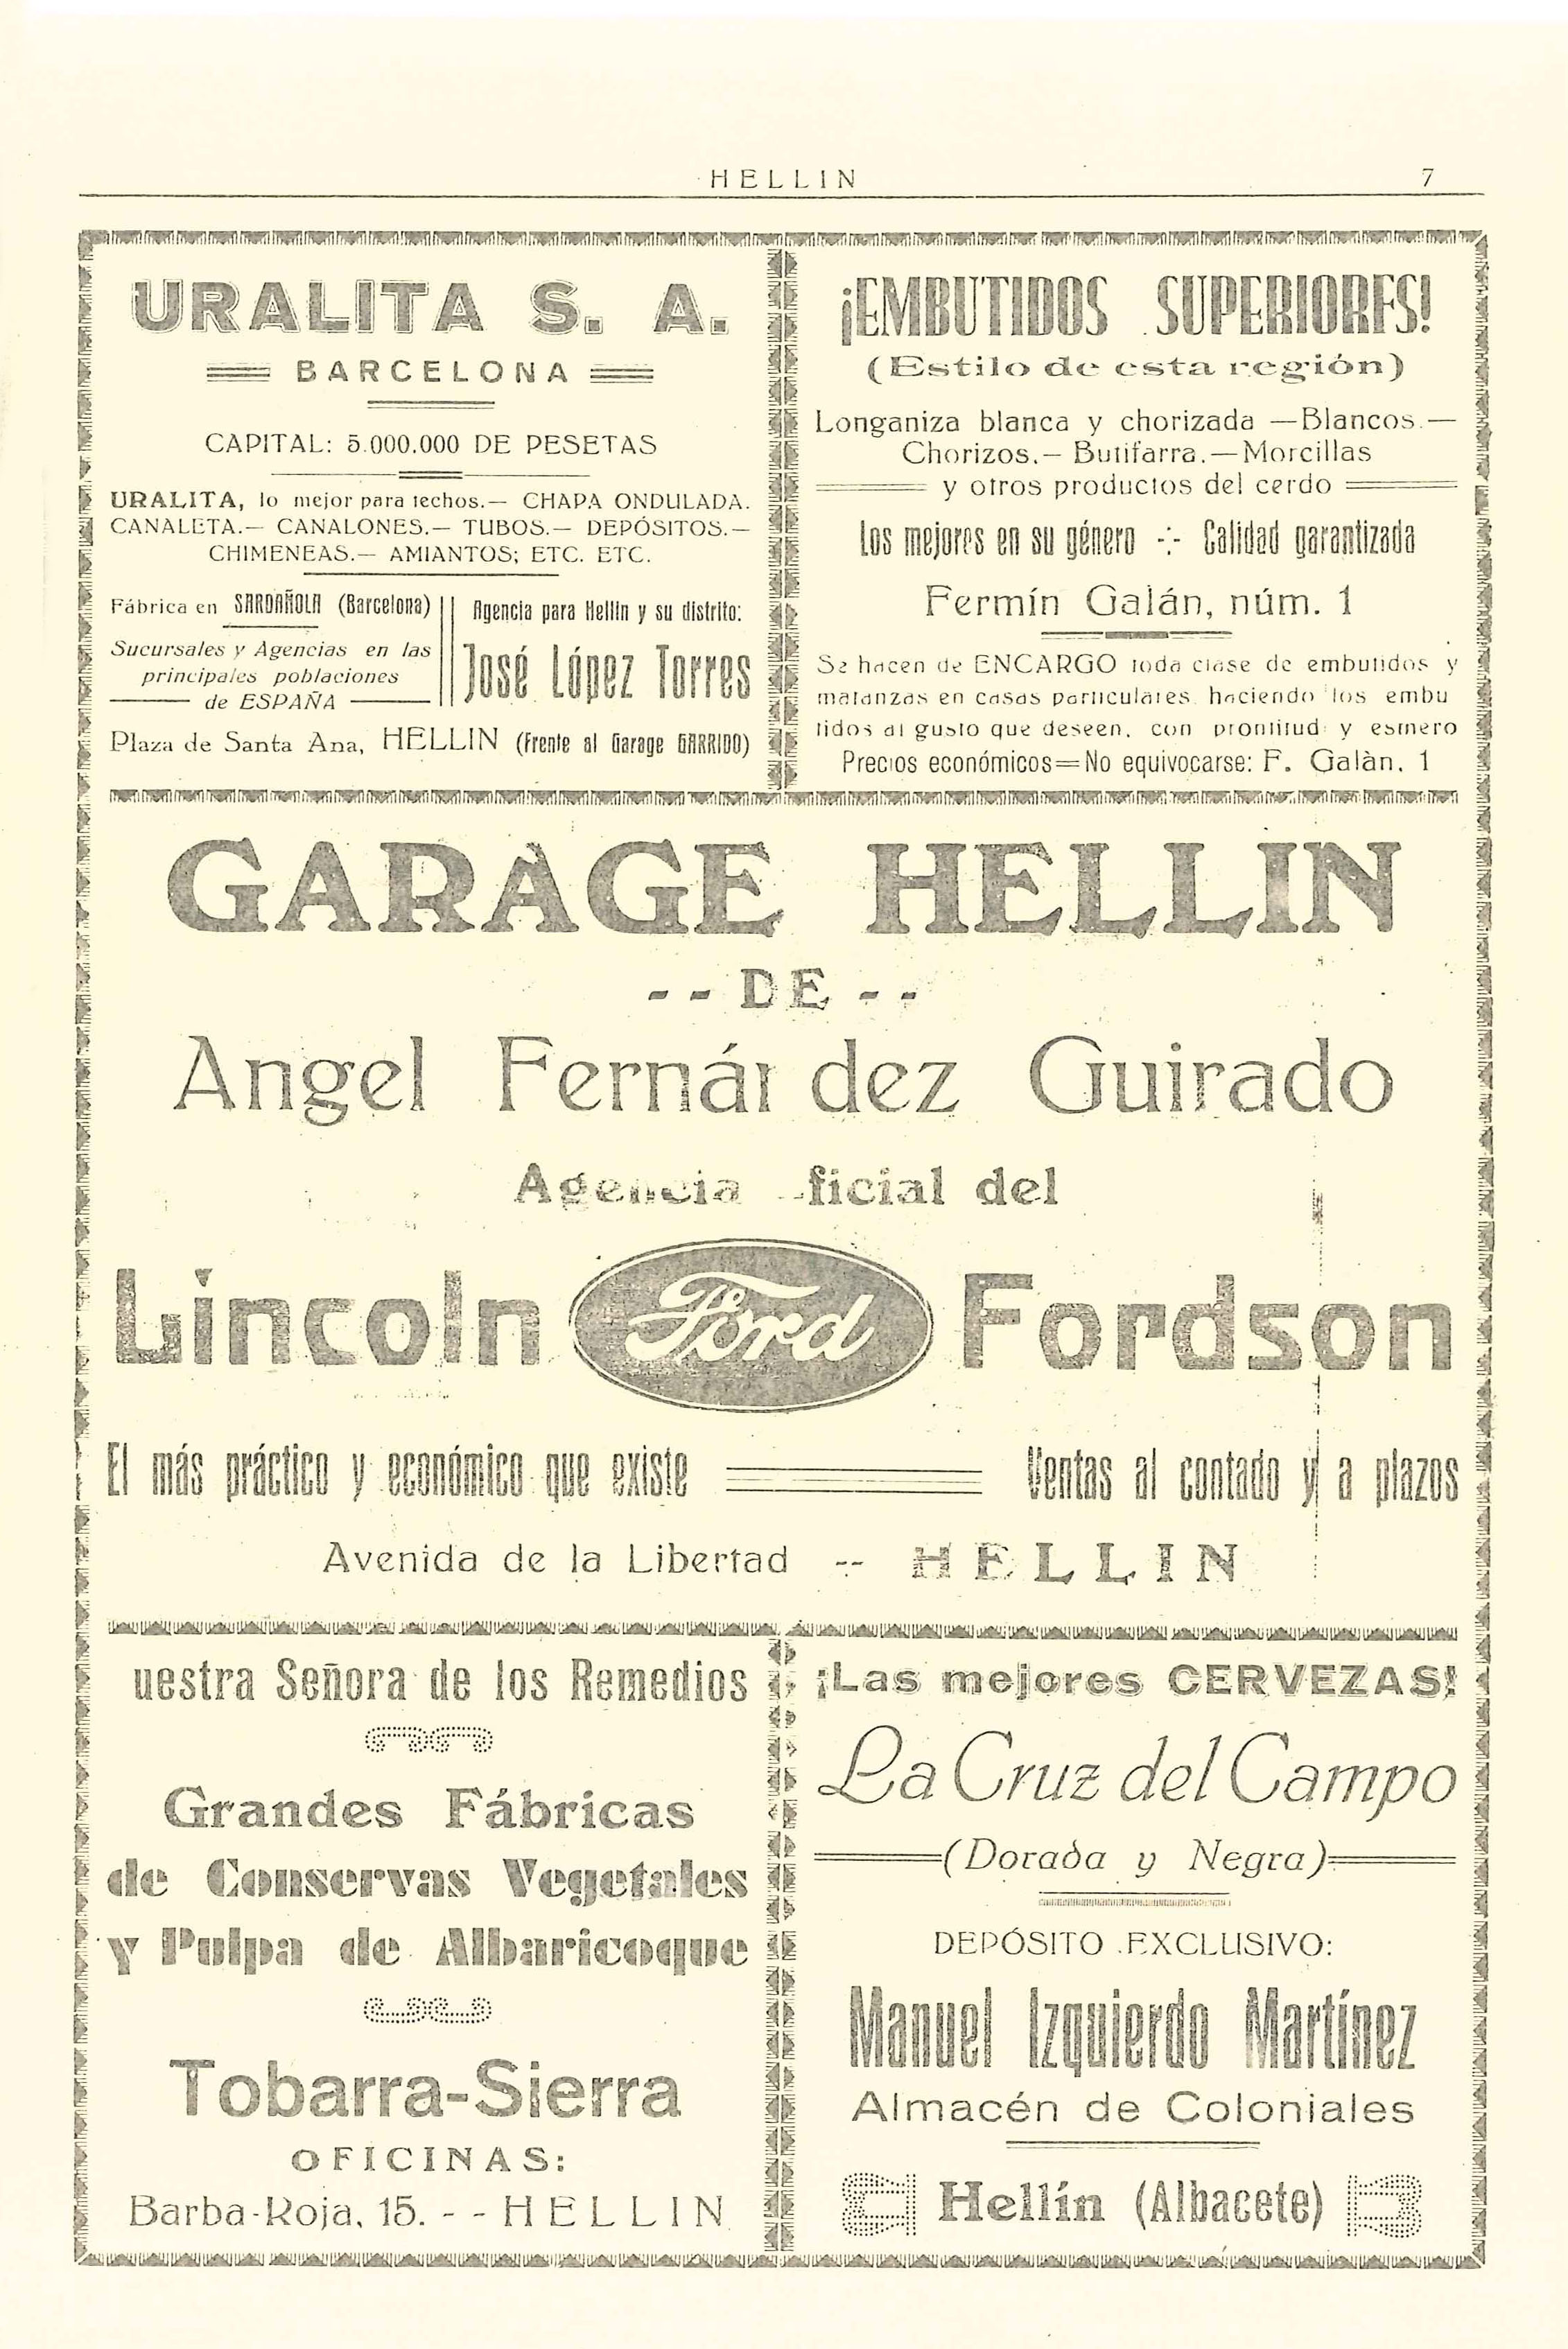 HELLIN 7
URALITA S. A.
BARCELONA
CAPITAL: 5.000.000 DE PESETAS
URALITA, lo mejor para techos.— CHAPA ONDULADA.
CANALETA.— CANALONES.— TUBOS.— DEPÓSITOS.—
CHIMENEAS.— AMIANTOS; ETC. ETC.
Fábrica en SARDAÑOLA (Barcelona)
Sucursales y Agencias en las
principales poblaciones
de ESPAÑA
Agencia para Hellin y su distrito:
José López Torres
Plaza de Santa Ana, HELLIN (Frente al Garage GARRIDO)
¡EMBUTIDOS SUPERIORES!
(Estilo de esta región)
Longaniza blanca y chorizada —Blancos.—
Chorizos.— Butifarra.— Morcillas
y otros productos del cerdo
Los mejores en su género -:- Calidad garantizada
Fermín Galán, núm. 1
Se hacen de ENCARGO toda clase de embutidos y
matanzas en casas particulares haciendo los embu
tidos al gusto que deseen, con prontitud y esmero
Precios económicos=No equivocarse: F. Galàn. 1
GARAGE HELLIN
-- DE --
Angel Fernández Guirado
Agencia ficial del
Lincoln Ford Fordson
El más práctico y económico que existe Ventas al contado y a plazos
Avenida de la Libertad -- HELLIN
uestra Señora de los Remedios
Grandes Fábricas
de Conservas Vegetales
y Pulpa de Albaricoque
Tobarra-Sierra
OFICINAS:
Barba-Roja, 15. - - HELLIN
¡Las mejores CERVEZAS!
La Cruz del Campo
(Dorada y Negra)
DEPÓSITO EXCLUSIVO:
Manuel Izquierdo Martínez
Almacén de Coloniales
Hellín (Albacete)